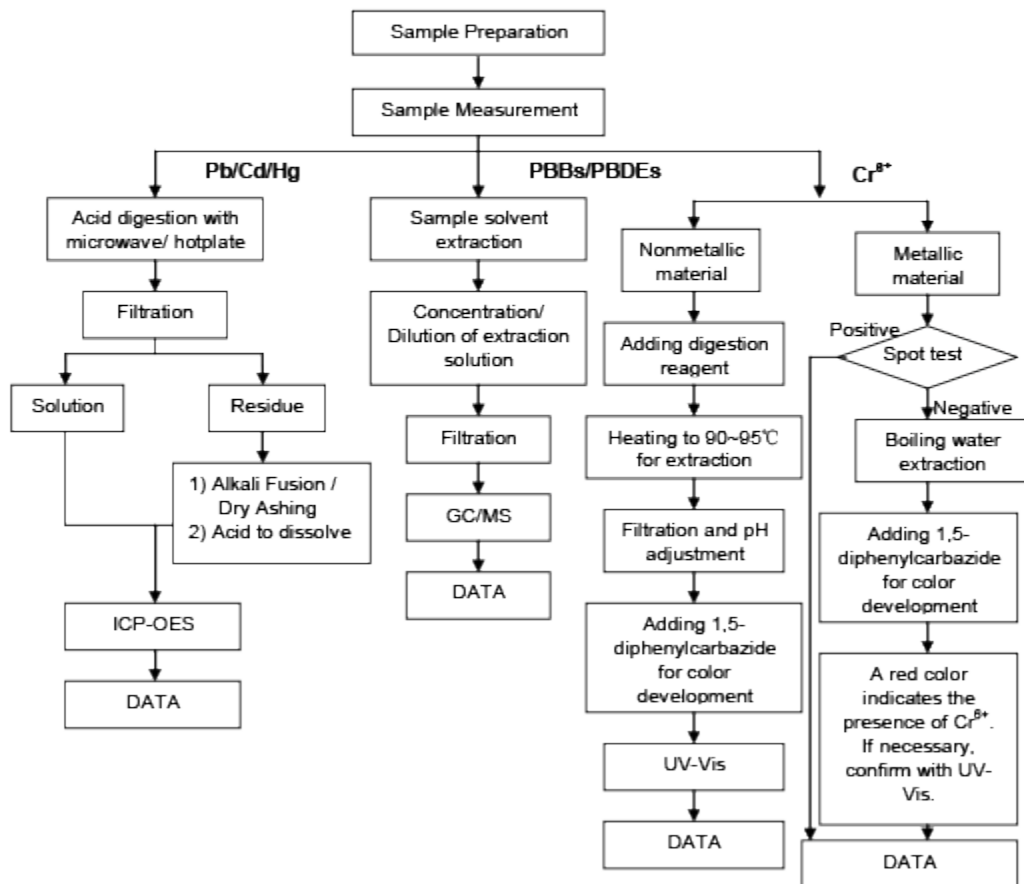 Sample Preparation
Sample Measurement
Pb/Cd/Hg
PBBs/PBDEs
Cr⁶⁺
Acid digestion with
microwave/ hotplate
Filtration
Solution
Residue
1) Alkali Fusion /
Dry Ashing
2) Acid to dissolve
ICP-OES
DATA
Sample solvent
extraction
Concentration/
Dilution of extraction
solution
Filtration
GC/MS
DATA
Nonmetallic
material
Adding digestion
reagent
Heating to 90~95℃
for extraction
Filtration and pH
adjustment
Adding 1,5-
diphenylcarbazide
for color
development
UV-Vis
DATA
Metallic
material
Positive
Spot test
Negative
Boiling water
extraction
Adding 1,5-
diphenylcarbazide
for color
development
A red color
indicates the
presence of Cr⁶⁺.
If necessary,
confirm with UV-
Vis.
DATA